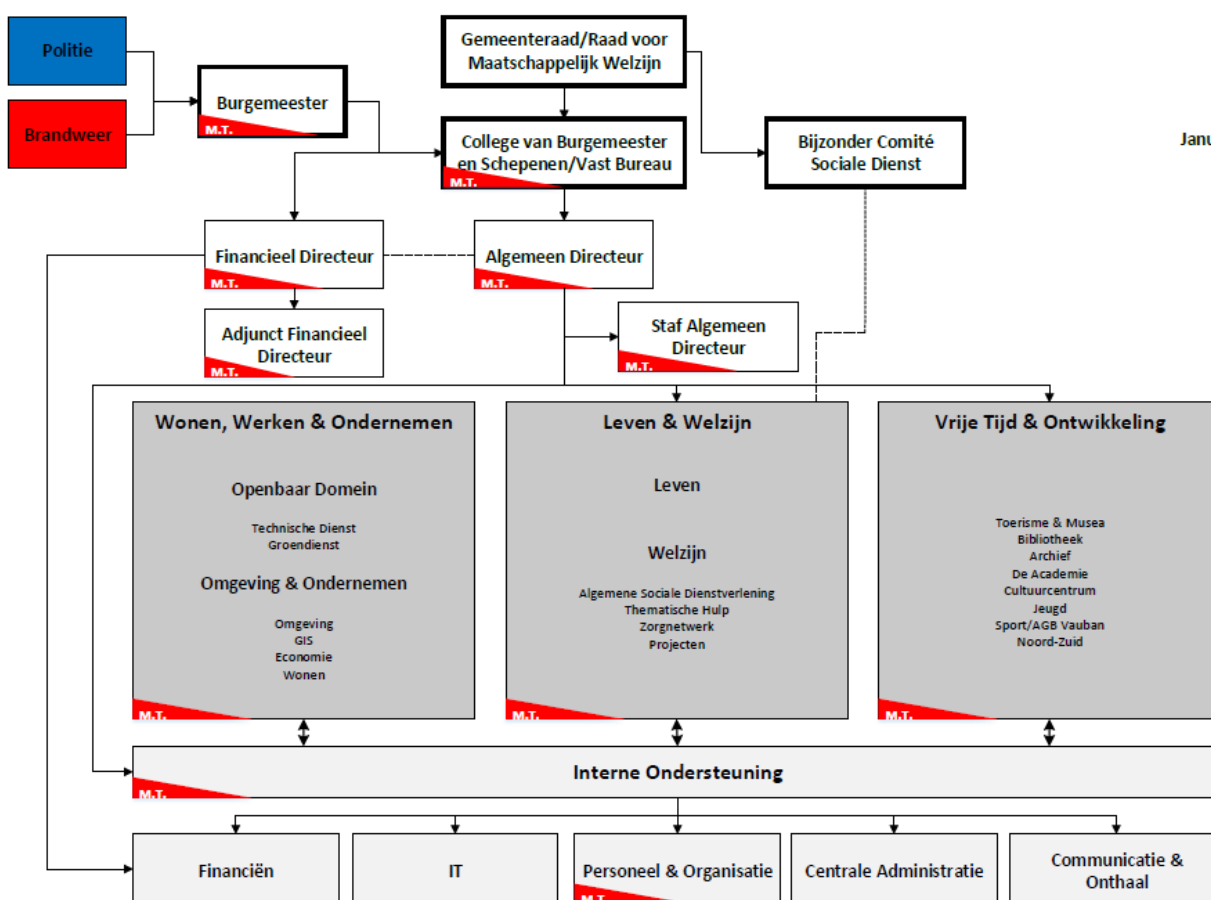 Politie
Brandweer
Burgemeester
M.T.
Gemeenteraad/Raad voor
Maatschappelijk Welzijn
College van Burgemeester
en Schepenen/Vast Bureau
M.T.
Bijzonder Comité
Sociale Dienst
Janu
Financieel Directeur
M.T.
Algemeen Directeur
M.T.
Adjunct Financieel
Directeur
M.T.
Staf Algemeen
Directeur
M.T.
Wonen, Werken & Ondernemen
Openbaar Domein
Technische Dienst
Groendienst
Omgeving & Ondernemen
Omgeving
GIS
Economie
Wonen
M.T.
Leven & Welzijn
Leven
Welzijn
Algemene Sociale Dienstverlening
Thematische Hulp
Zorgnetwerk
Projecten
M.T.
Vrije Tijd & Ontwikkeling
Toerisme & Musea
Bibliotheek
Archief
De Academie
Cultuurcentrum
Jeugd
Sport/AGB Vauban
Noord-Zuid
M.T.
Interne Ondersteuning
M.T.
Financiën
IT
Personeel & Organisatie
M.T.
Centrale Administratie
Communicatie &
Onthaal